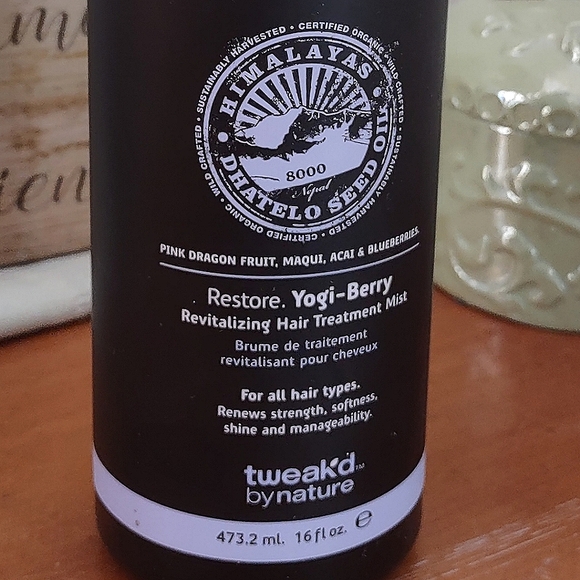 HIMALAYAS
DHATELO SEED OIL
8000
Nepal
• CERTIFIED ORGANIC • WILD CRAFTED • SUSTAINABLY HARVESTED • CERTIFIED ORGANIC • WILD CRAFTED • SUSTAINABLY HARVESTED
PINK DRAGON FRUIT, MAQUI, ACAI & BLUEBERRIES.
Restore. Yogi-Berry
Revitalizing Hair Treatment Mist
Brume de traitement
revitalisant pour cheveux
For all hair types.
Renews strength, softness,
shine and manageability.
tweak'd™
by nature
473.2 ml. 16 fl oz. ℮